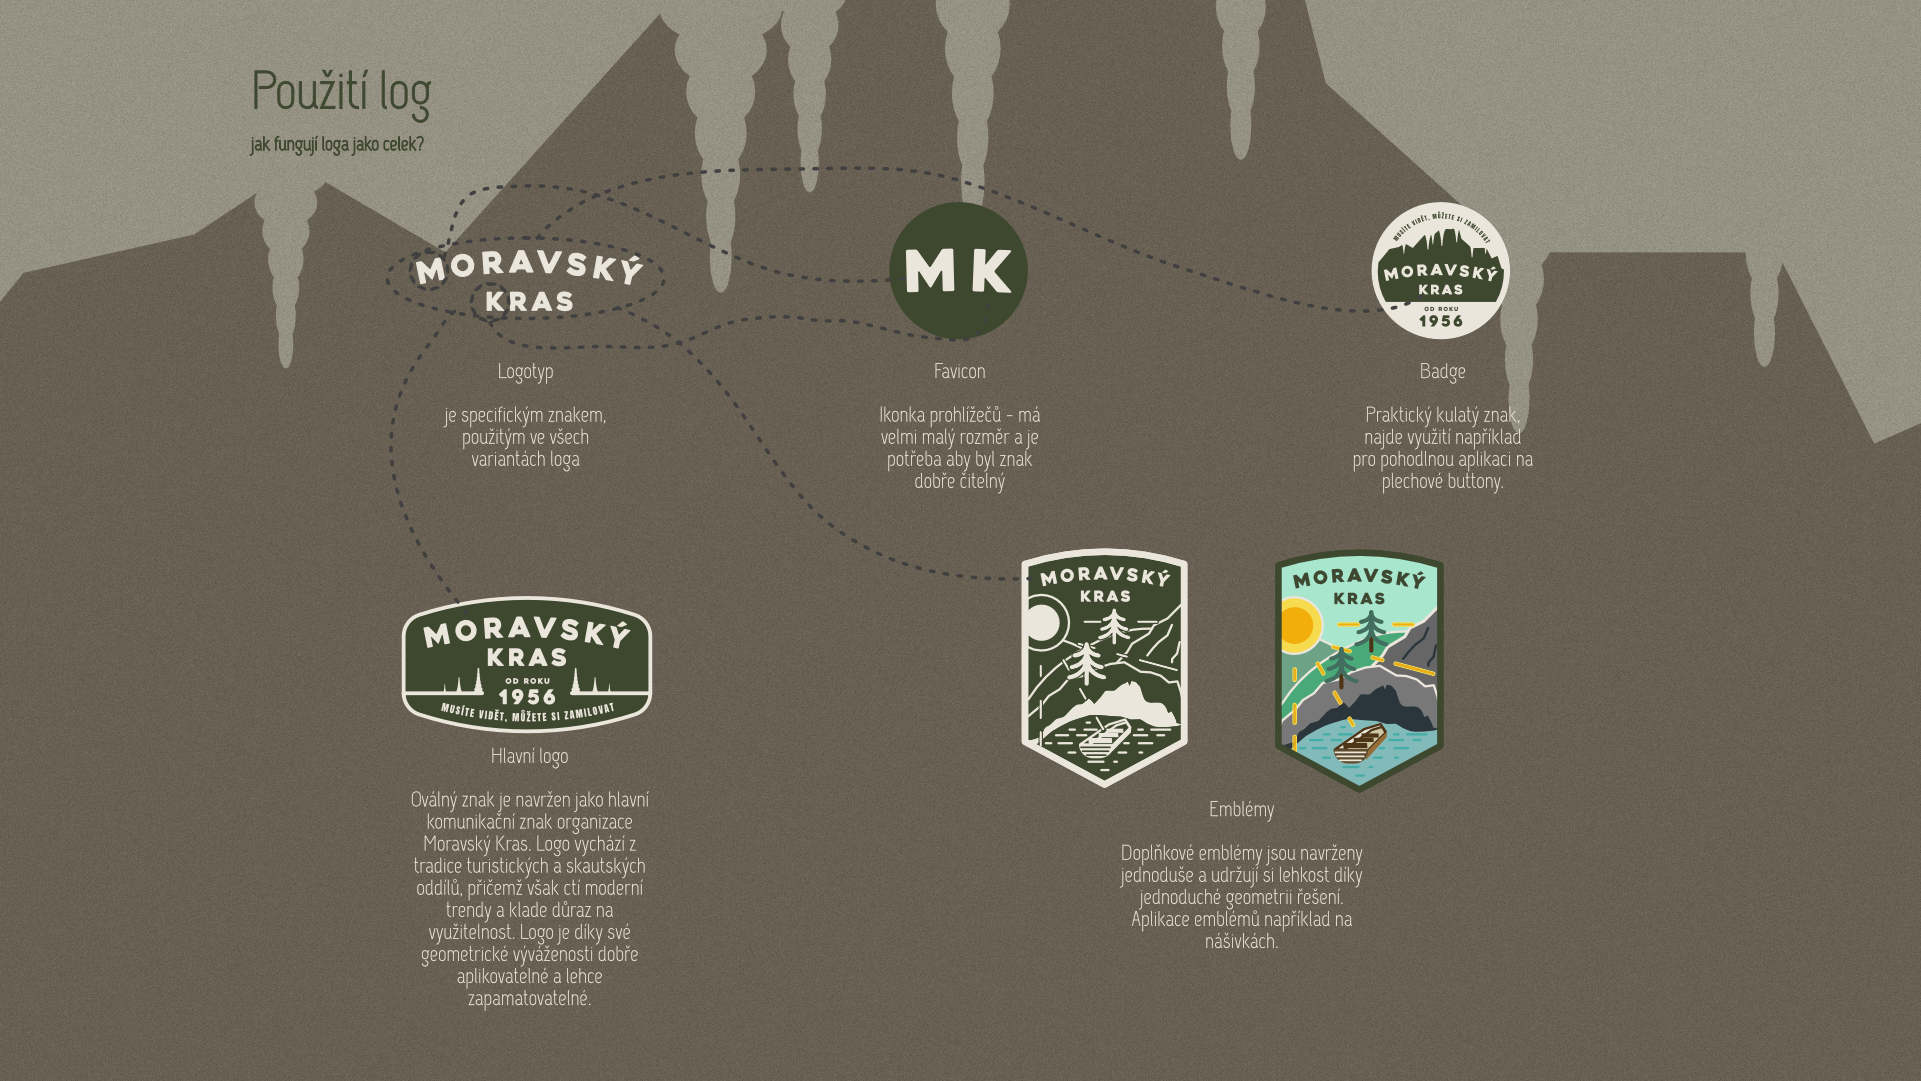 Použití log
jak fungují loga jako celek?
MORAVSKÝ
KRAS
Logotyp
je specifickým znakem,
použitým ve všech
variantách loga
MK
Favicon
Ikonka prohlížečů - má
velmi malý rozměr a je
potřeba aby byl znak
dobře čitelný
MUSÍTE VIDĚT, MŮŽETE SI ZAMILOVAT
MORAVSKÝ
KRAS
OD ROKU
1956
Badge
Praktický kulatý znak,
najde využití například
pro pohodlnou aplikaci na
plechové buttony.
MORAVSKÝ
KRAS
OD ROKU
1956
MUSÍTE VIDĚT, MŮŽETE SI ZAMILOVAT
Hlavní logo
Oválný znak je navržen jako hlavní
komunikační znak organizace
Moravský Kras. Logo vychází z
tradice turistických a skautských
oddílů, přičemž však ctí moderní
trendy a klade důraz na
využitelnost. Logo je díky své
geometrické vyváženosti dobře
aplikovatelné a lehce
zapamatovatelné.
MORAVSKÝ
KRAS
MORAVSKÝ
KRAS
Emblémy
Doplňkové emblémy jsou navrženy
jednoduše a udržují si lehkost díky
jednoduché geometrii řešení.
Aplikace emblémů například na
nášivkách.